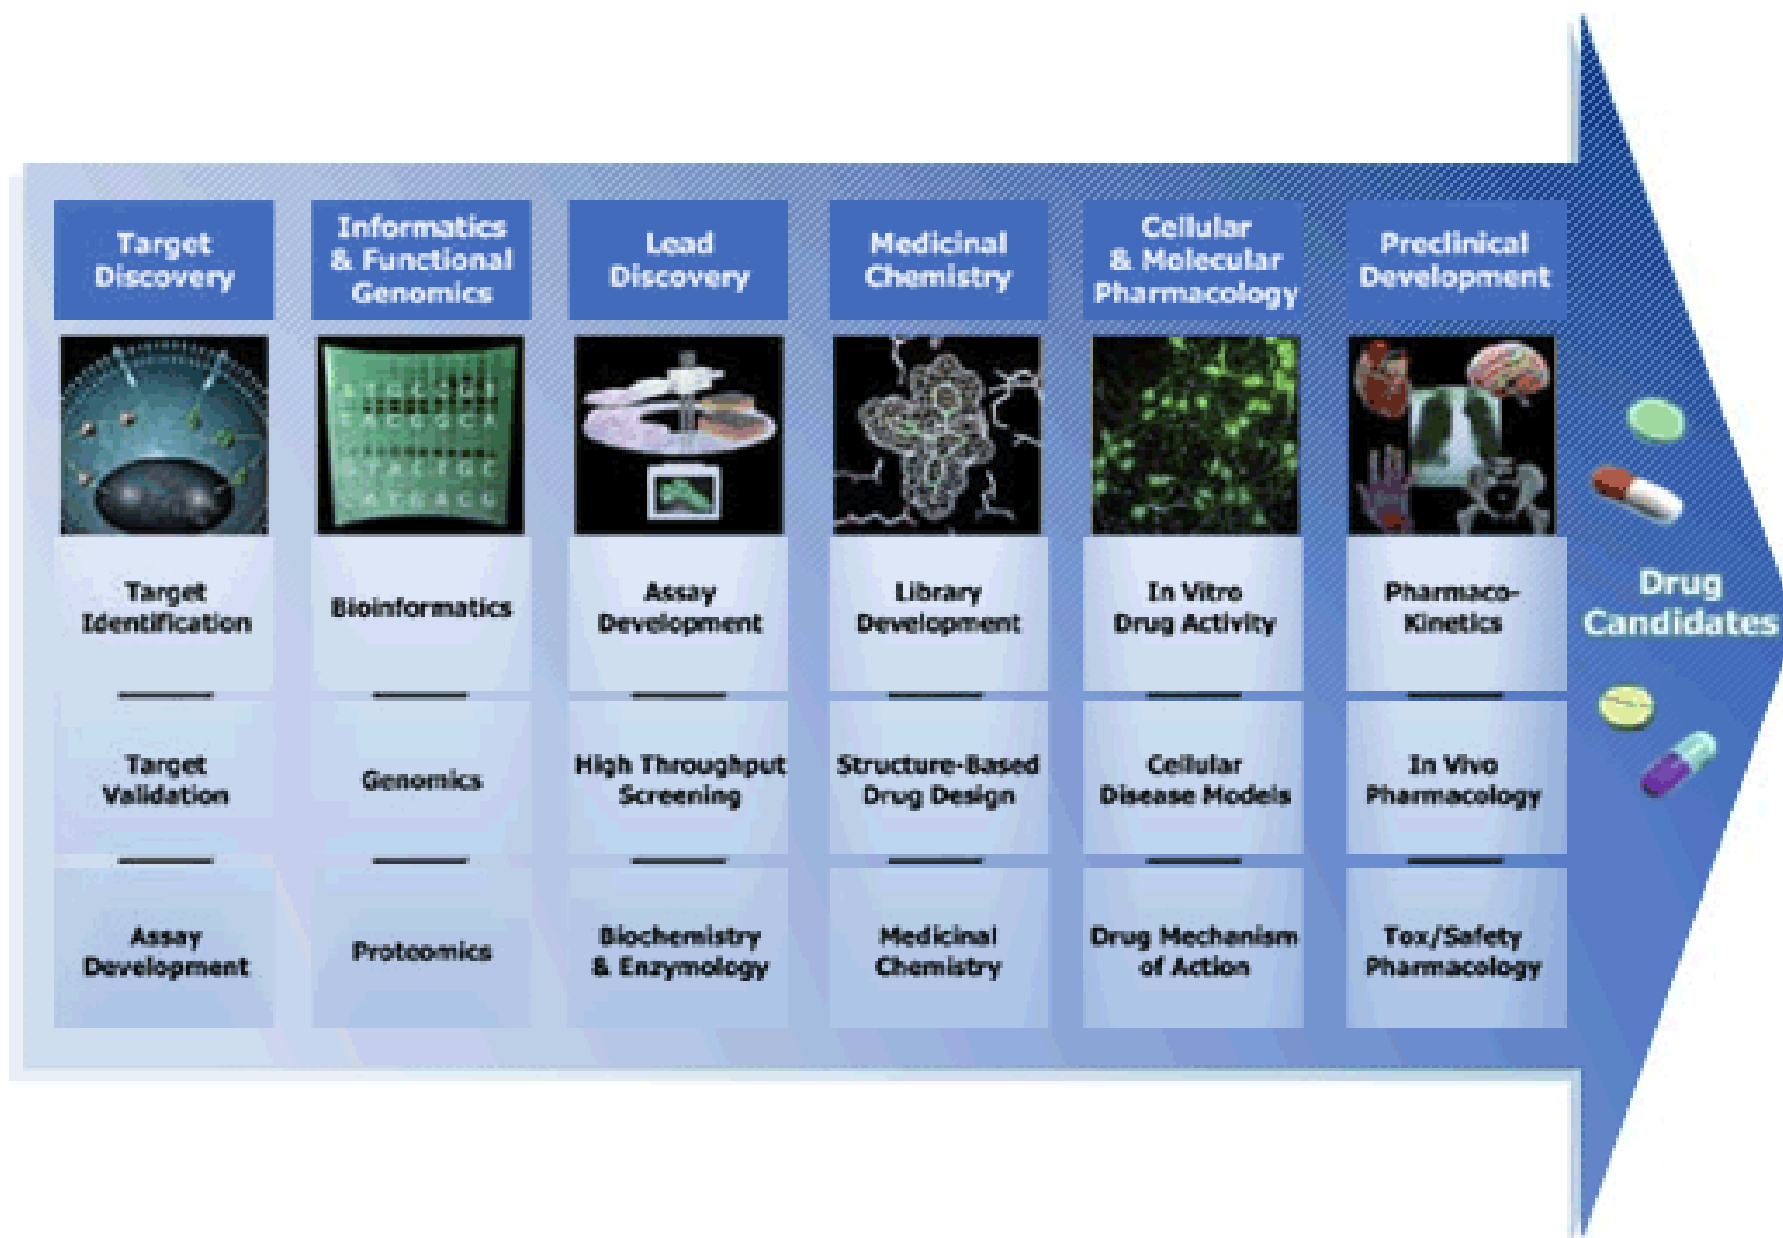 Target
Discovery
Informatics
& Functional
Genomics
Lead
Discovery
Medicinal
Chemistry
Cellular
& Molecular
Pharmacology
Preclinical
Development
T A C G G C A
G T A C T G C
C A T G A C G
Target
Identification
Bioinformatics
Assay
Development
Library
Development
In Vitro
Drug Activity
Pharmaco-
Kinetics
Drug
Candidates
Target
Validation
Genomics
High Throughput
Screening
Structure-Based
Drug Design
Cellular
Disease Models
In Vivo
Pharmacology
Assay
Development
Proteomics
Biochemistry
& Enzymology
Medicinal
Chemistry
Drug Mechanism
of Action
Tox/Safety
Pharmacology